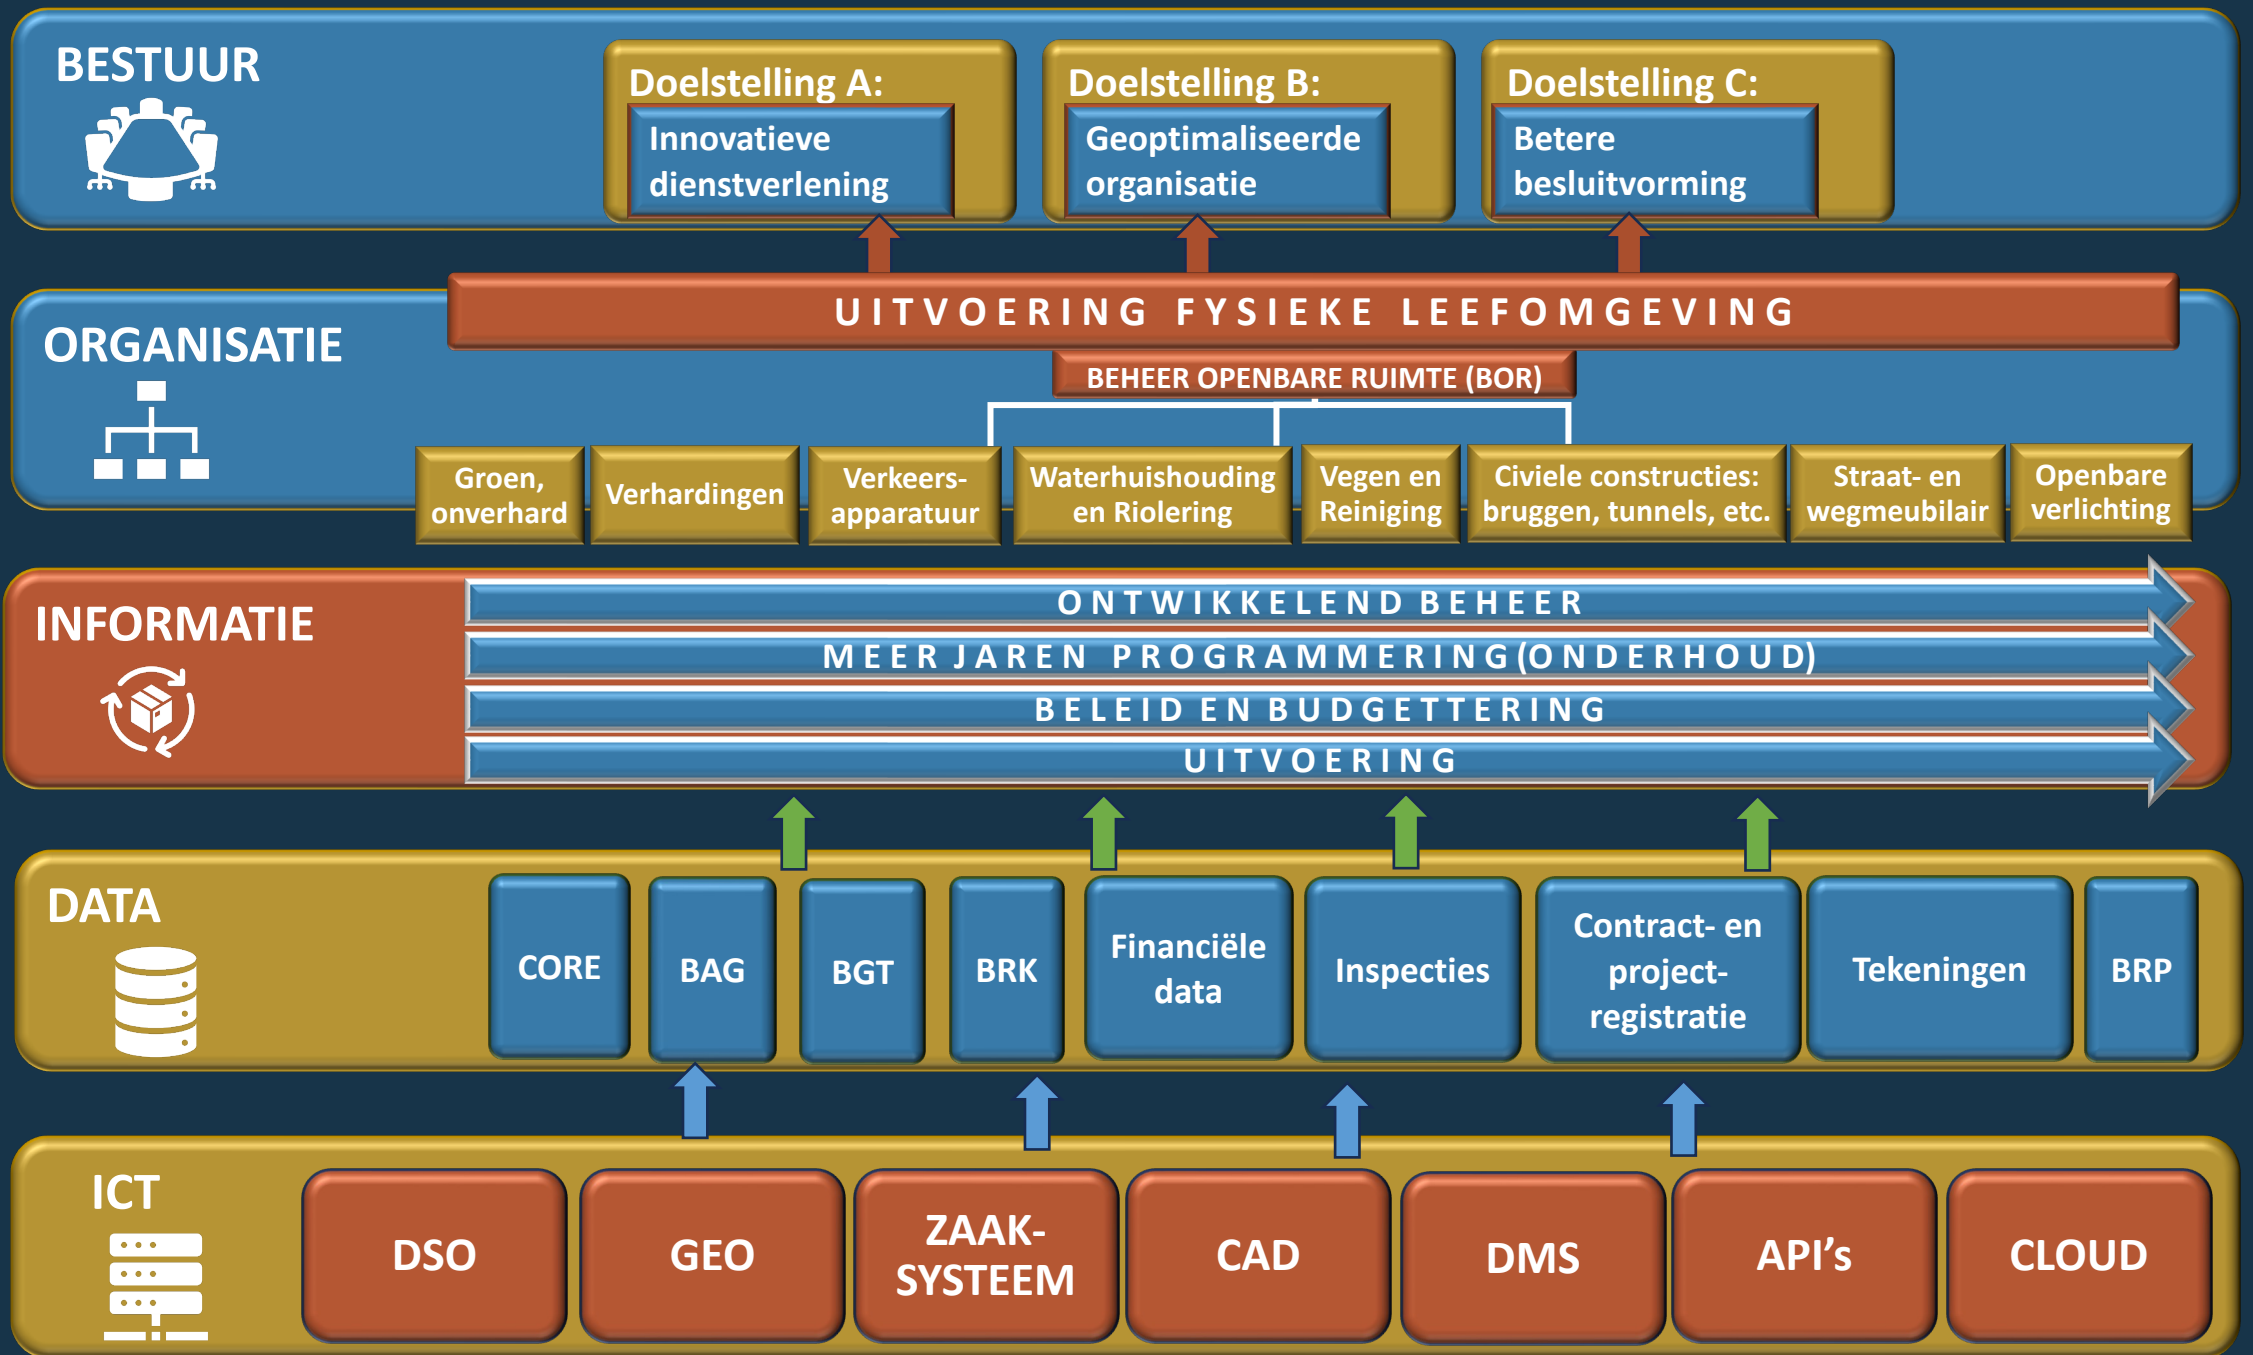 BESTUUR
Doelstelling A:
Innovatieve
dienstverlening
Doelstelling B:
Geoptimaliseerde
organisatie
Doelstelling C:
Betere
besluitvorming
UITVOERING FYSIEKE LEEFOMGEVING
ORGANISATIE
BEHEER OPENBARE RUIMTE (BOR)
Groen,
onverhard
Verhardingen
Verkeers-
apparatuur
Waterhuishouding
en Riolering
Vegen en
Reiniging
Civiele constructies:
bruggen, tunnels, etc.
Straat- en
wegmeubilair
Openbare
verlichting
INFORMATIE
ONTWIKKELEND BEHEER
MEER JAREN PROGRAMMERING (ONDERHOUD)
BELEID EN BUDGETTERING
UITVOERING
DATA
CORE
BAG
BGT
BRK
Financiële
data
Inspecties
Contract- en
project-
registratie
Tekeningen
BRP
ICT
DSO
GEO
ZAAK-
SYSTEEM
CAD
DMS
API’s
CLOUD